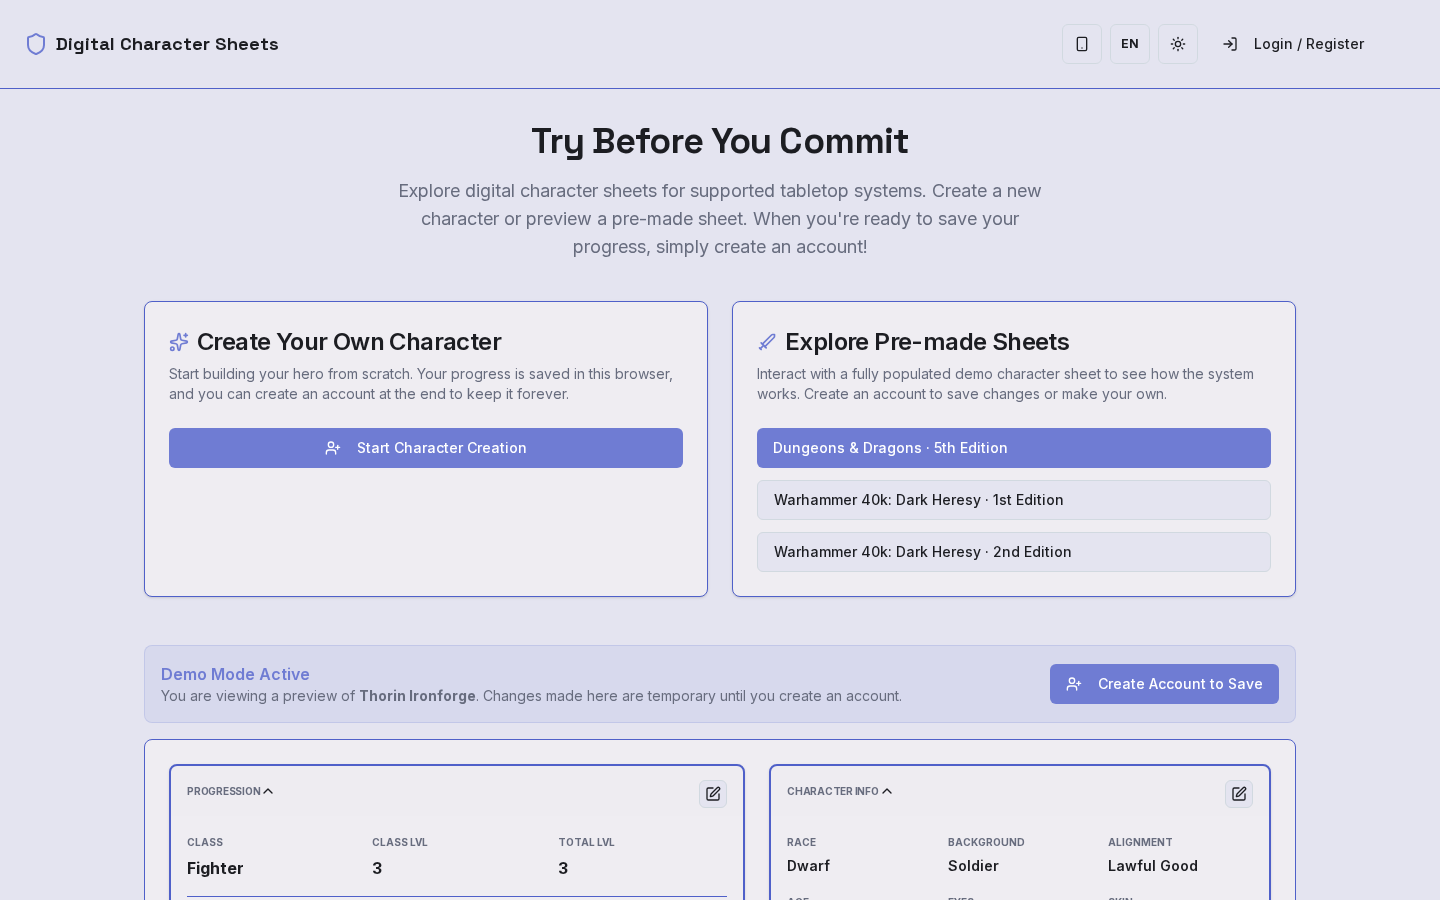 Digital Character Sheets
EN
Login / Register
Try Before You Commit
Explore digital character sheets for supported tabletop systems. Create a new
character or preview a pre-made sheet. When you're ready to save your
progress, simply create an account!
Create Your Own Character
Start building your hero from scratch. Your progress is saved in this browser,
and you can create an account at the end to keep it forever.
Start Character Creation
Explore Pre-made Sheets
Interact with a fully populated demo character sheet to see how the system
works. Create an account to save changes or make your own.
Dungeons & Dragons · 5th Edition
Warhammer 40k: Dark Heresy · 1st Edition
Warhammer 40k: Dark Heresy · 2nd Edition
Demo Mode Active
You are viewing a preview of Thorin Ironforge. Changes made here are temporary until you create an account.
Create Account to Save
PROGRESSION
CLASS CLASS LVL TOTAL LVL
Fighter 3 3
CHARACTER INFO
RACE BACKGROUND ALIGNMENT
Dwarf Soldier Lawful Good